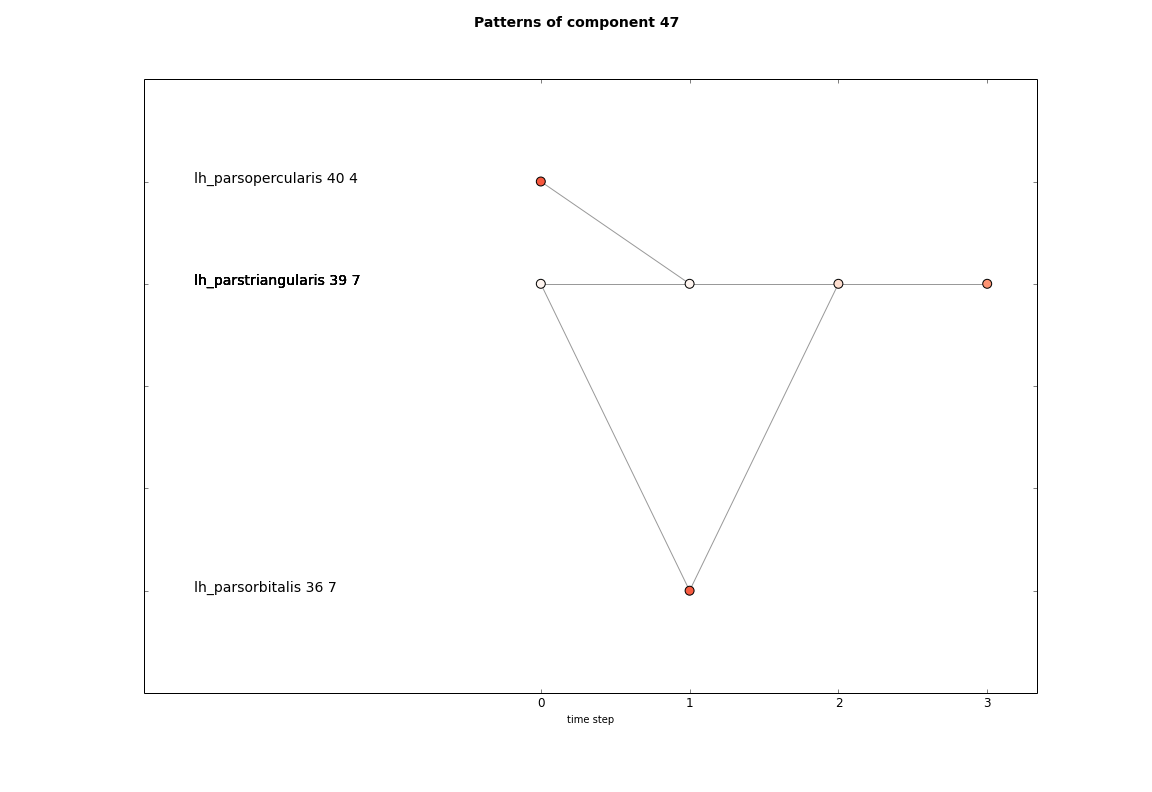 Patterns of component 47
lh_parsopercularis 40 4
lh_parstriangularis 39 7
lh_parsorbitalis 36 7
0 1 2 3
time step